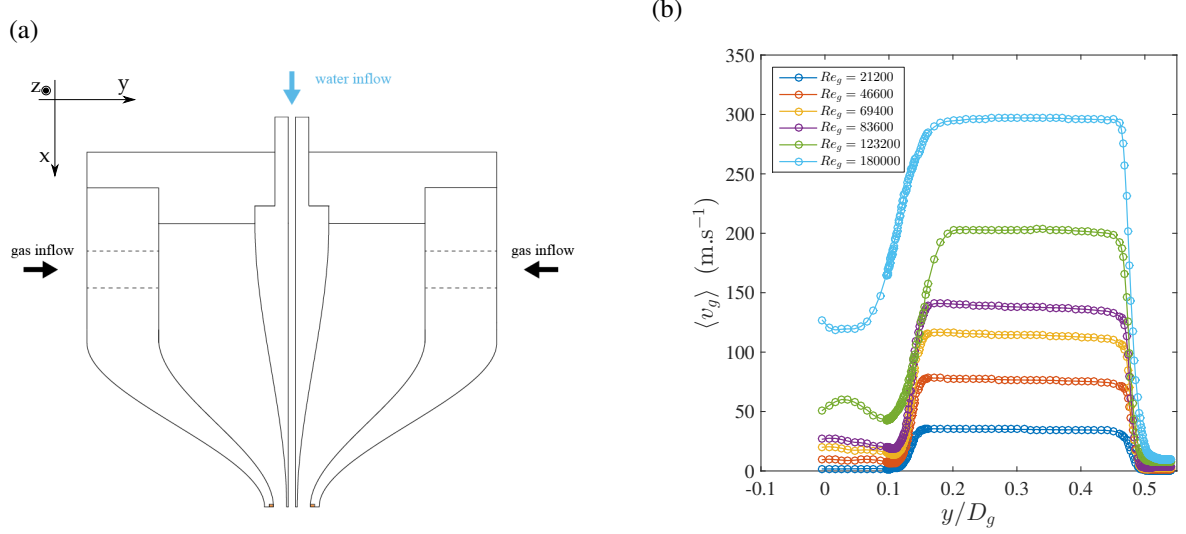 (a)
water inflow
z
y
x
gas inflow
gas inflow
(b)
350
300
250
200
150
100
50
0
⟨v_g⟩ (m.s⁻¹)
Re_g = 21200
Re_g = 46600
Re_g = 69400
Re_g = 83600
Re_g = 123200
Re_g = 180000
-0.1
0
0.1
0.2
0.3
0.4
0.5
y/D_g